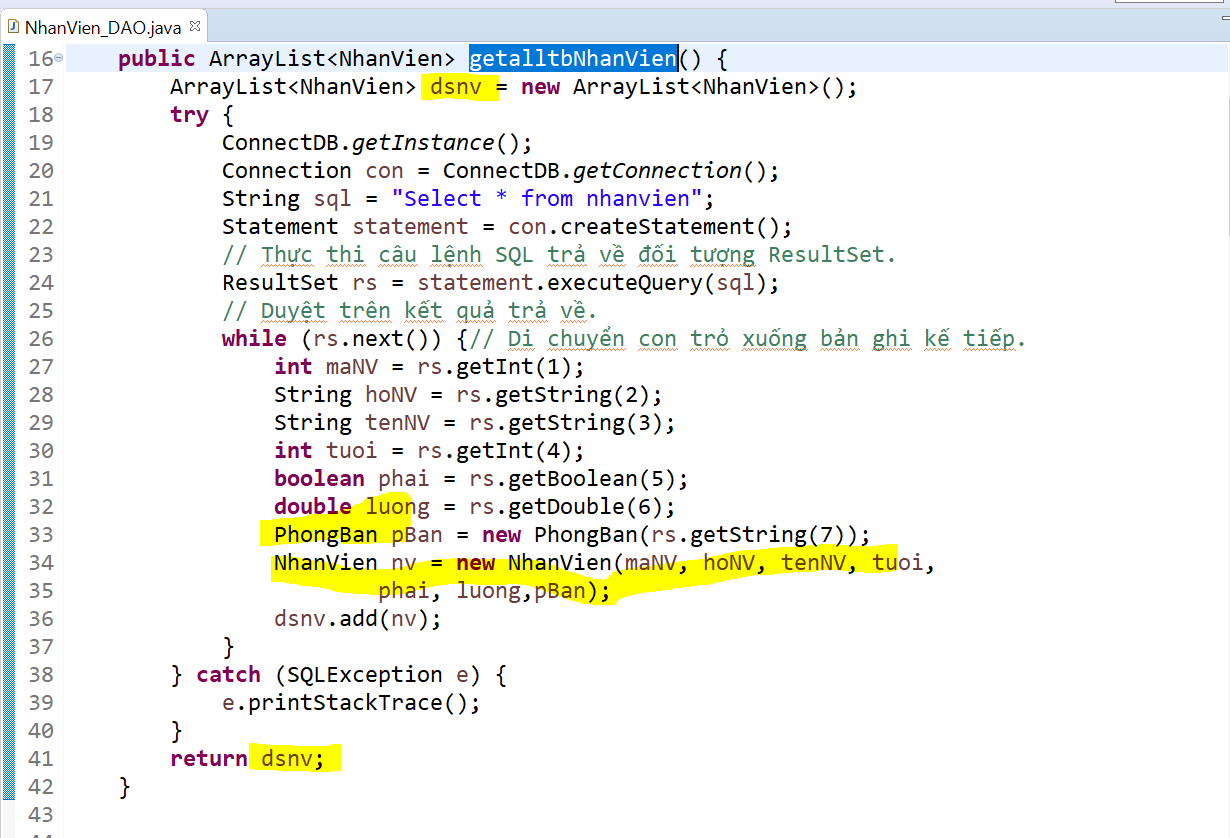 NhanVien_DAO.java
16 public ArrayList<NhanVien> getalltbNhanVien() {
17 ArrayList<NhanVien> dsnv = new ArrayList<NhanVien>();
18 try {
19 ConnectDB.getInstance();
20 Connection con = ConnectDB.getConnection();
21 String sql = "Select * from nhanvien";
22 Statement statement = con.createStatement();
23 // Thực thi câu lệnh SQL trả về đối tượng ResultSet.
24 ResultSet rs = statement.executeQuery(sql);
25 // Duyệt trên kết quả trả về.
26 while (rs.next()) {// Di chuyển con trỏ xuống bản ghi kế tiếp.
27 int maNV = rs.getInt(1);
28 String hoNV = rs.getString(2);
29 String tenNV = rs.getString(3);
30 int tuoi = rs.getInt(4);
31 boolean phai = rs.getBoolean(5);
32 double luong = rs.getDouble(6);
33 PhongBan pBan = new PhongBan(rs.getString(7));
34 NhanVien nv = new NhanVien(maNV, hoNV, tenNV, tuoi,
35 phai, luong,pBan);
36 dsnv.add(nv);
37 }
38 } catch (SQLException e) {
39 e.printStackTrace();
40 }
41 return dsnv;
42 }
43